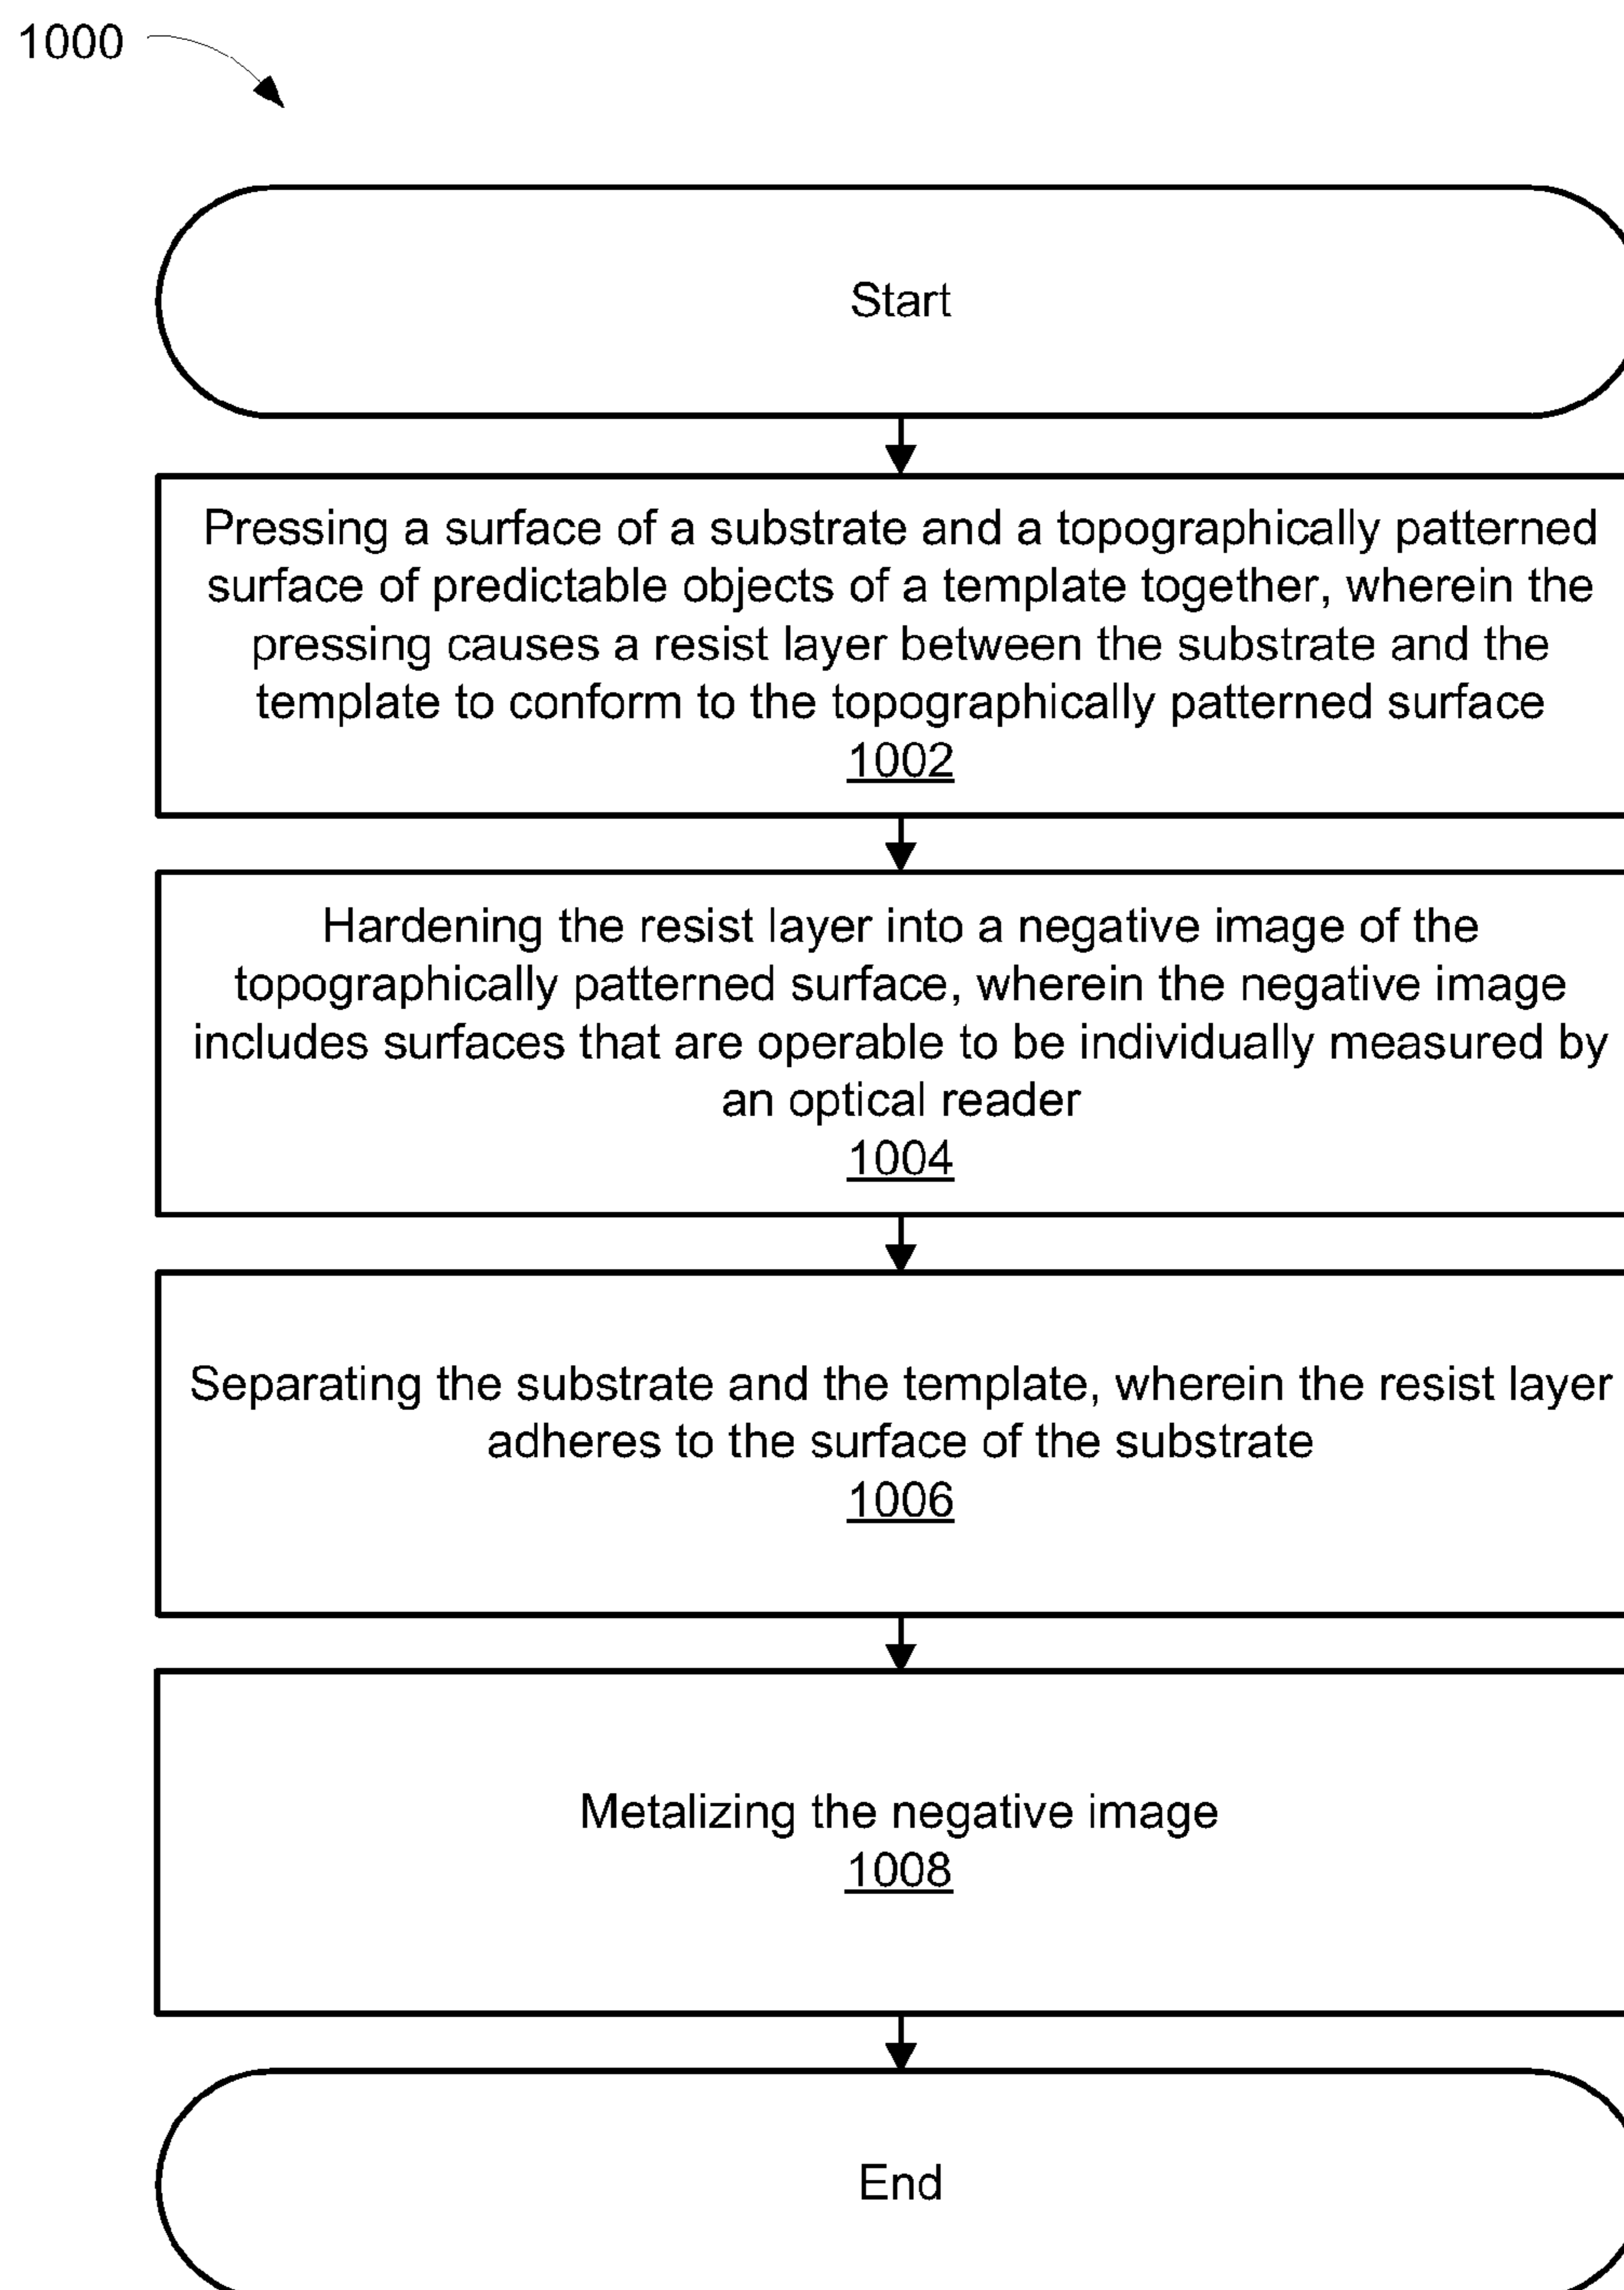 1000
Start
Pressing a surface of a substrate and a topographically patterned
surface of predictable objects of a template together, wherein the
pressing causes a resist layer between the substrate and the
template to conform to the topographically patterned surface
1002
Hardening the resist layer into a negative image of the
topographically patterned surface, wherein the negative image
includes surfaces that are operable to be individually measured by
an optical reader
1004
Separating the substrate and the template, wherein the resist layer
adheres to the surface of the substrate
1006
Metalizing the negative image
1008
End